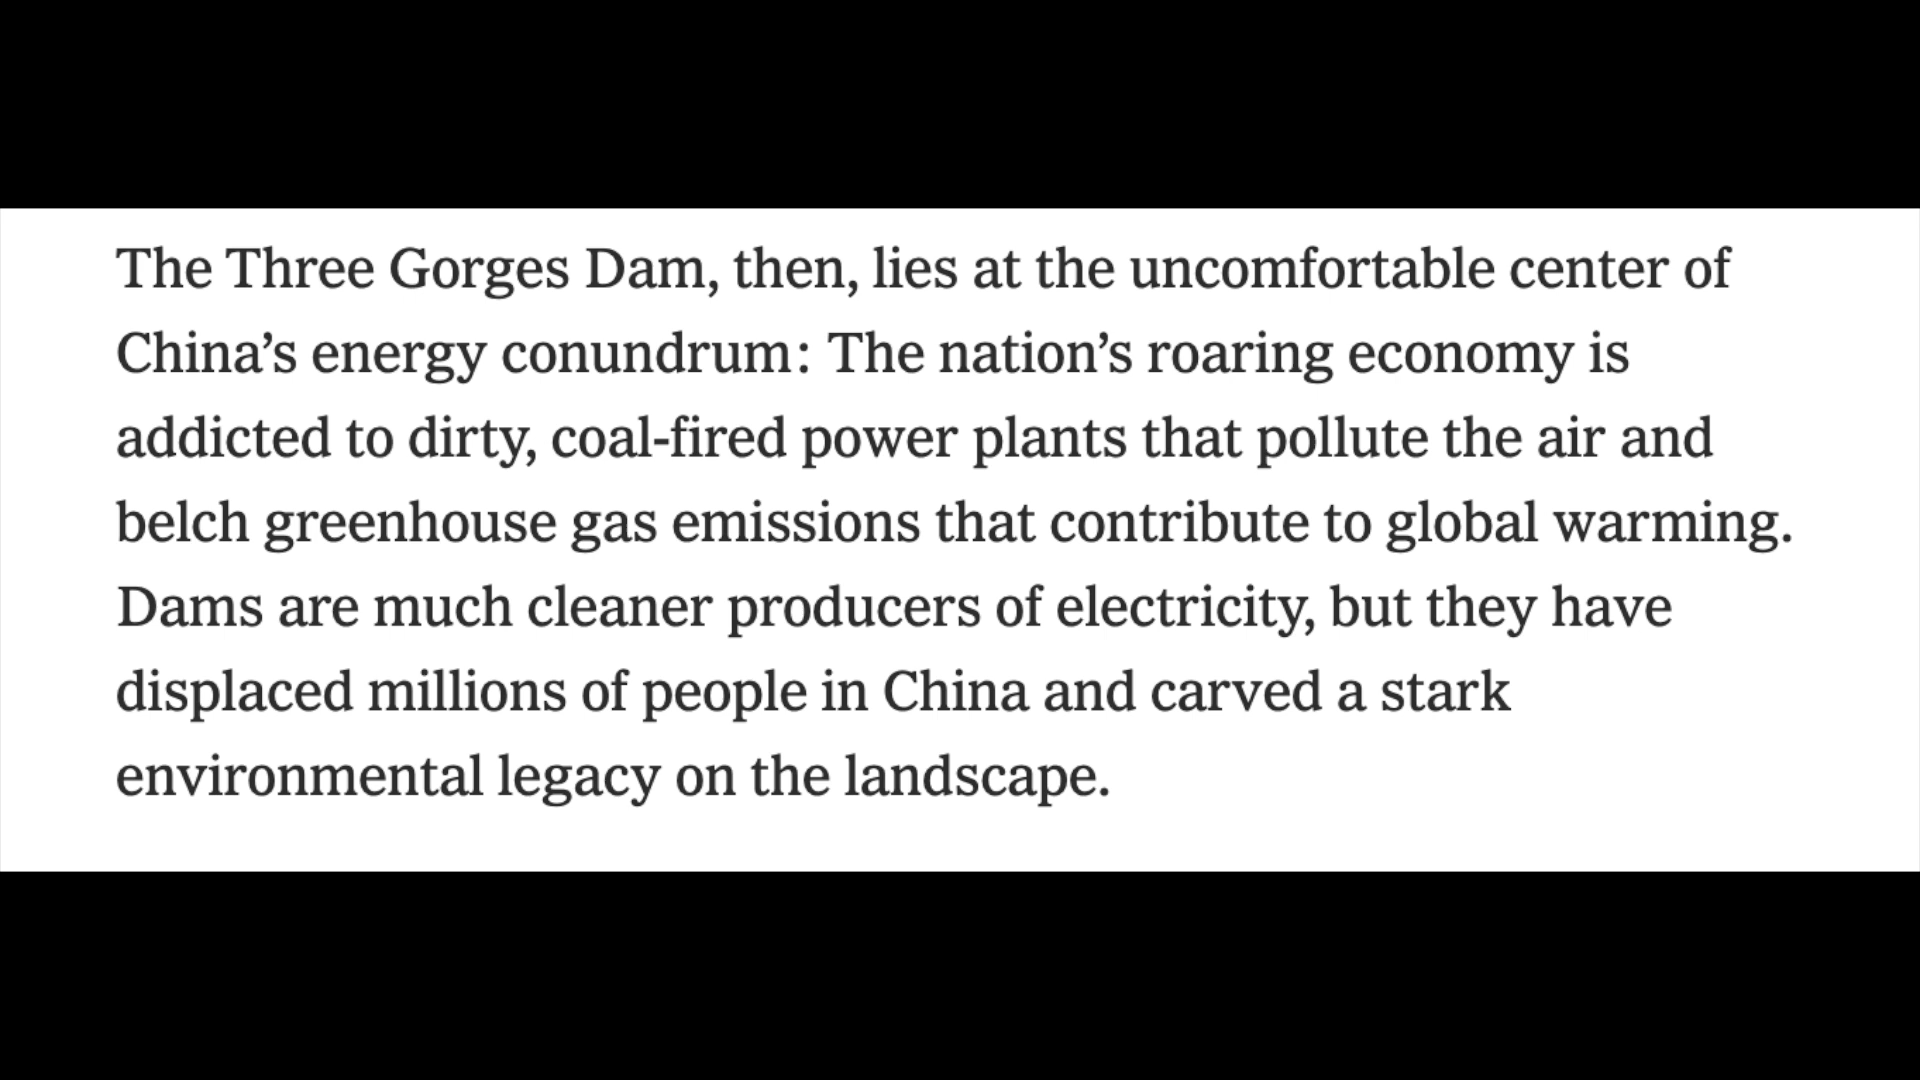 The Three Gorges Dam, then, lies at the uncomfortable center of
China’s energy conundrum: The nation’s roaring economy is
addicted to dirty, coal-fired power plants that pollute the air and
belch greenhouse gas emissions that contribute to global warming.
Dams are much cleaner producers of electricity, but they have
displaced millions of people in China and carved a stark
environmental legacy on the landscape.